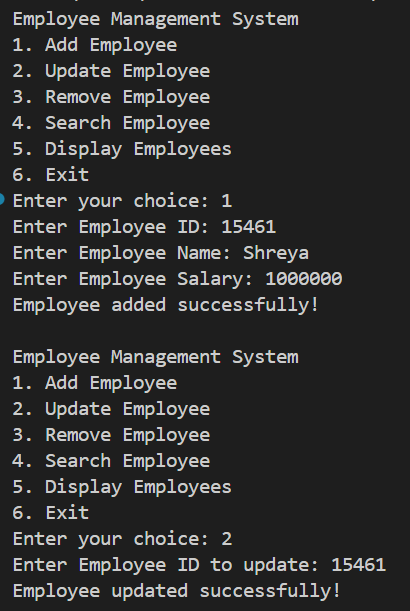 Employee Management System
1. Add Employee
2. Update Employee
3. Remove Employee
4. Search Employee
5. Display Employees
6. Exit
Enter your choice: 1
Enter Employee ID: 15461
Enter Employee Name: Shreya
Enter Employee Salary: 1000000
Employee added successfully!

Employee Management System
1. Add Employee
2. Update Employee
3. Remove Employee
4. Search Employee
5. Display Employees
6. Exit
Enter your choice: 2
Enter Employee ID to update: 15461
Employee updated successfully!